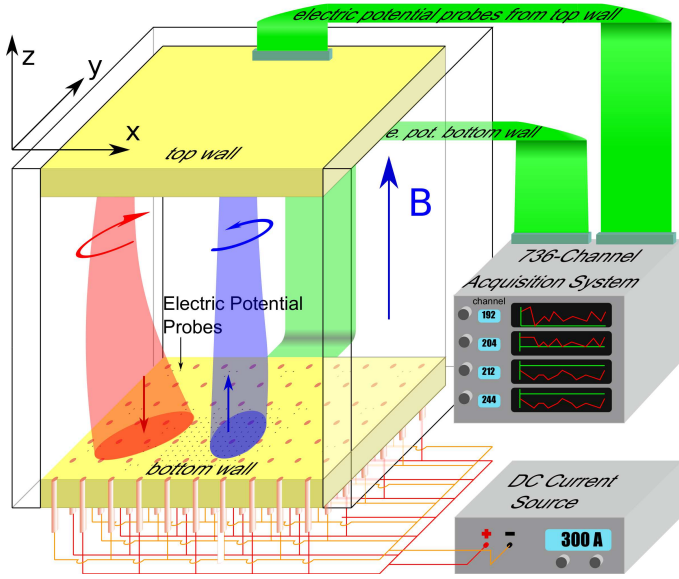 electric potential probes from top wall
z
y
x
top wall
e. pot. bottom wall
B
736-Channel
Acquisition System
channel
192
204
212
244
Electric Potential
Probes
bottom wall
DC Current
Source
+ -
300 A